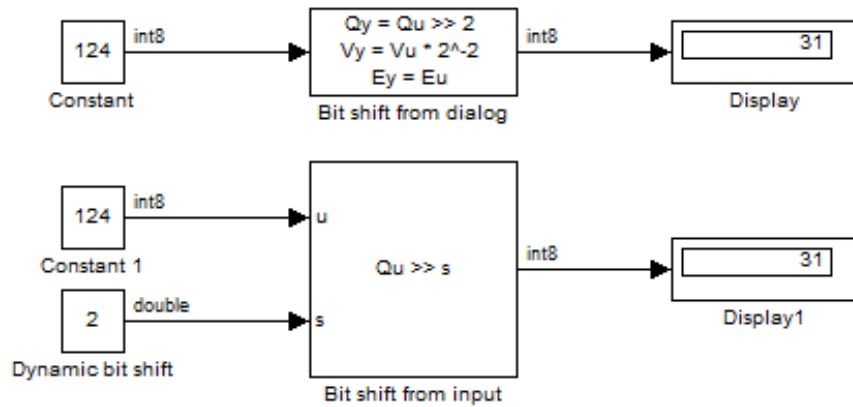 124
int8
Constant
Qy = Qu >> 2
Vy = Vu * 2^-2
Ey = Eu
Bit shift from dialog
int8
31
Display
124
int8
Constant 1
2
double
Dynamic bit shift
u
Qu >> s
s
Bit shift from input
int8
31
Display1